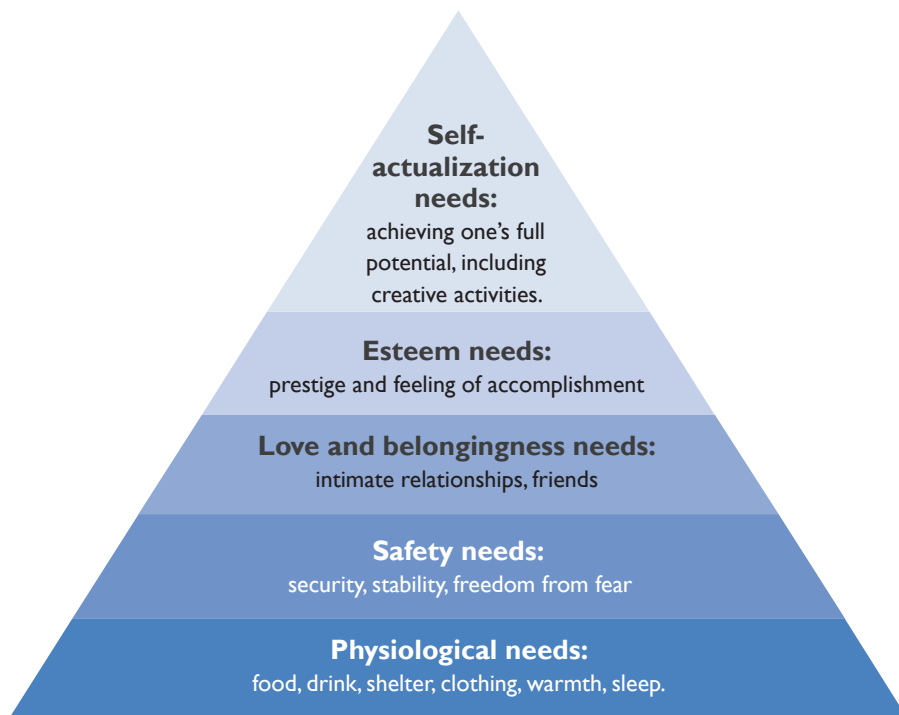 Self-
actualization
needs:
achieving one’s full
potential, including
creative activities.
Esteem needs:
prestige and feeling of accomplishment
Love and belongingness needs:
intimate relationships, friends
Safety needs:
security, stability, freedom from fear
Physiological needs:
food, drink, shelter, clothing, warmth, sleep.